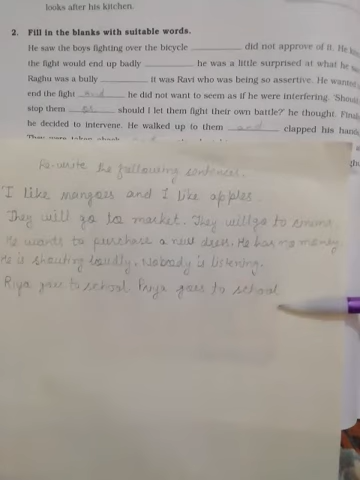 looks after his kitchen.
2. Fill in the blanks with suitable words.
He saw the boys fighting over the bicycle ____________ did not approve of it. He
the fight would end up badly ____________ he was a little surprised at what he
Raghu was a bully ____________ it was Ravi who was being so assertive. He wanted
end the fight and he did not want to seem as if he were interfering. 'Should
stop them or should I let them fight their own battle?' he thought. Finally
he decided to intervene. He walked up to them and clapped his hands
Re-write the following sentences.
I like mangoes and I like apples.
They will go to market. They will go to cinema.
He wants to purchase a new dress. He has no money
He is shouting loudly. Nobody is listening.
Riya goes to school Priya goes to school